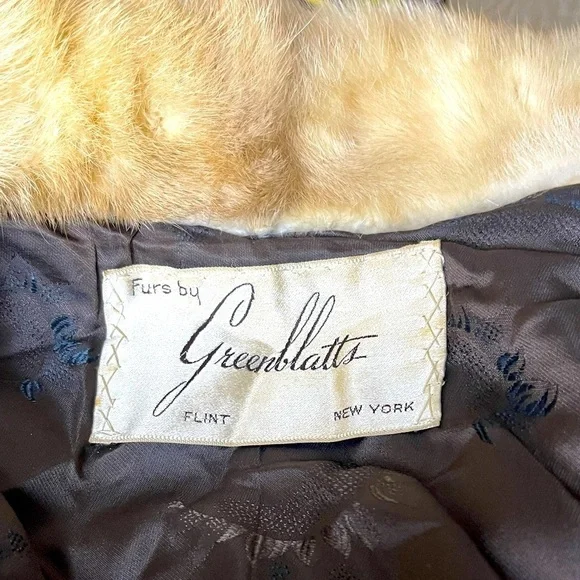 Furs by
Greenblatts
FLINT NEW YORK